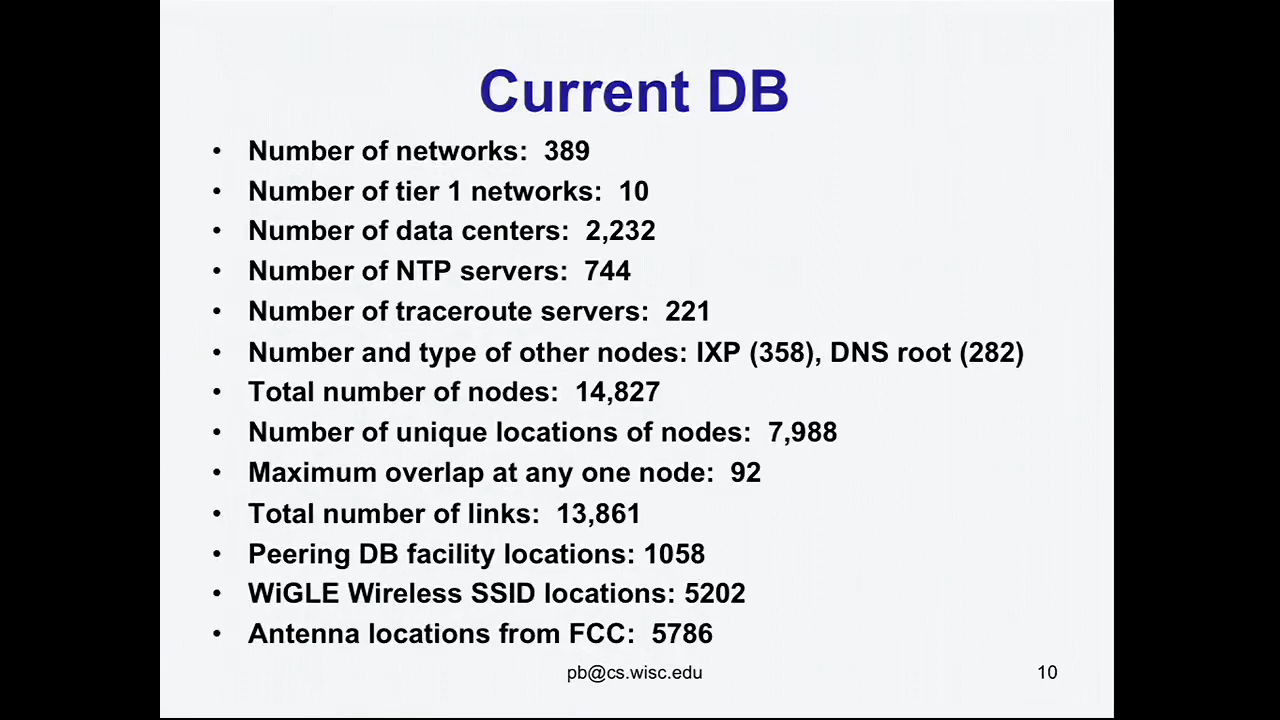 Current DB
• Number of networks: 389
• Number of tier 1 networks: 10
• Number of data centers: 2,232
• Number of NTP servers: 744
• Number of traceroute servers: 221
• Number and type of other nodes: IXP (358), DNS root (282)
• Total number of nodes: 14,827
• Number of unique locations of nodes: 7,988
• Maximum overlap at any one node: 92
• Total number of links: 13,861
• Peering DB facility locations: 1058
• WiGLE Wireless SSID locations: 5202
• Antenna locations from FCC: 5786
pb@cs.wisc.edu 10